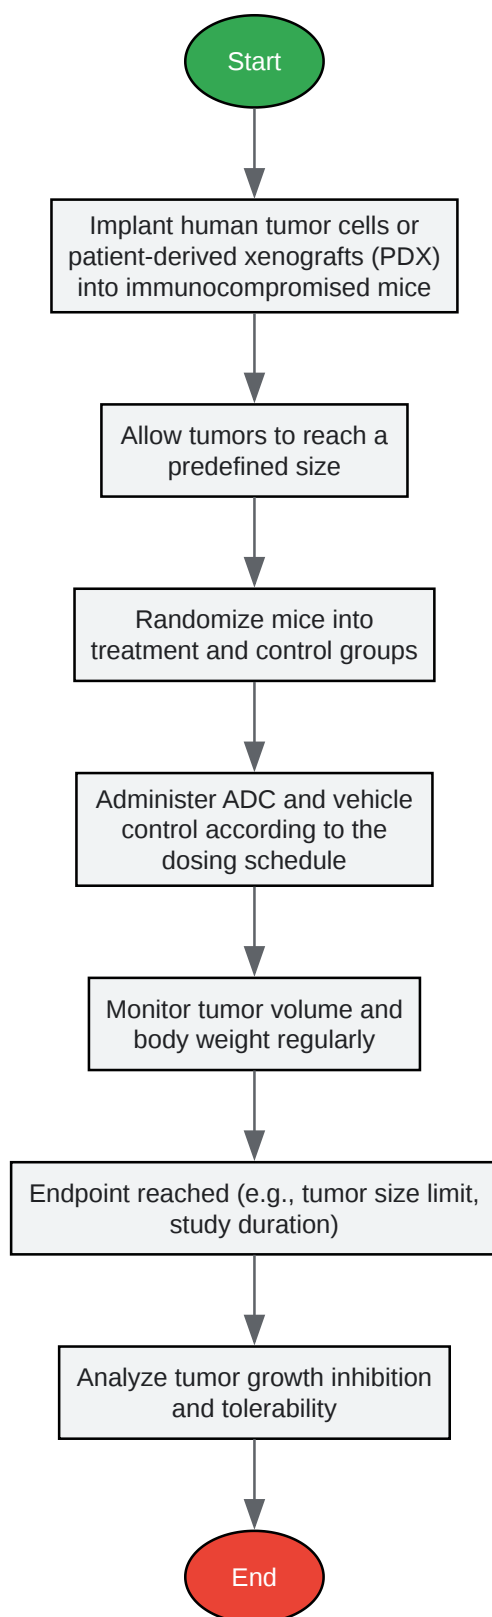 Start
Implant human tumor cells or
patient-derived xenografts (PDX)
into immunocompromised mice
Allow tumors to reach a
predefined size
Randomize mice into
treatment and control groups
Administer ADC and vehicle
control according to the
dosing schedule
Monitor tumor volume and
body weight regularly
Endpoint reached (e.g., tumor size limit,
study duration)
Analyze tumor growth inhibition
and tolerability
End